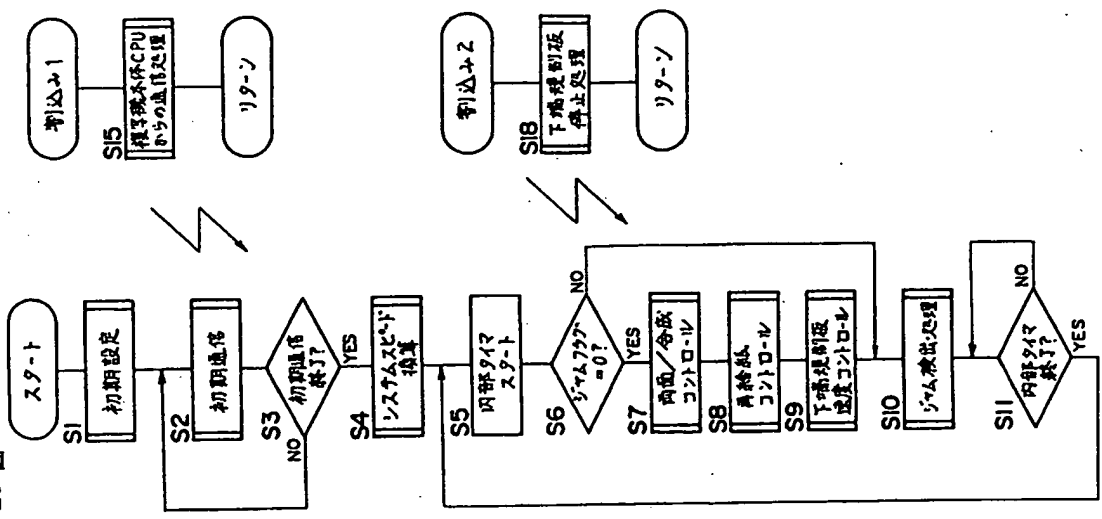 スタート
S1
初期設定
S2
初期通信
S3
初期通信
終了?
NO
YES
S4
システムスピード
換算
S5
内部タイマ
スタート
S6
ジャムフラグ
=0?
NO
YES
S7
両面/合成
コントロール
S8
再給紙
コントロール
S9
下端規制板
速度コントロール
S10
ジャム検出処理
S11
内部タイマ
終了?
NO
YES
割込み1
S15
複写機本体CPU
からの通信処理
リターン
割込み2
S18
下端規制板
停止処理
リターン
図